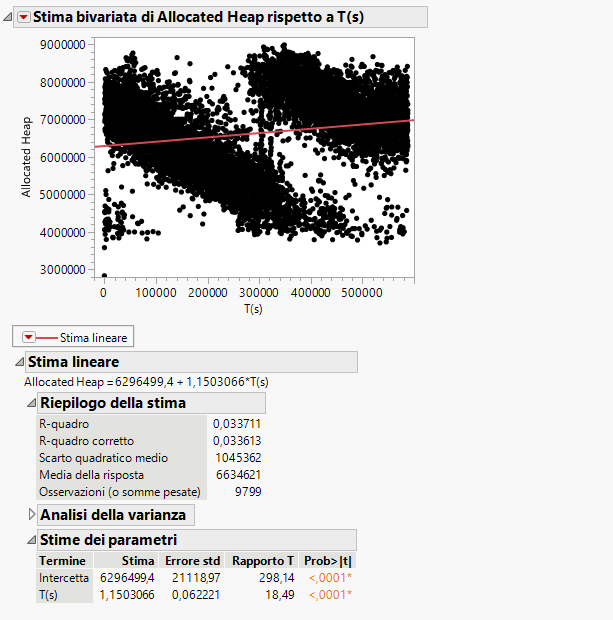 Stima bivariata di Allocated Heap rispetto a T(s)
9000000
8000000
7000000
6000000
5000000
4000000
3000000
Allocated Heap
0 100000 200000 300000 400000 500000
T(s)
Stima lineare
Stima lineare
Allocated Heap = 6296499,4 + 1,1503066*T(s)
Riepilogo della stima
R-quadro 0,033711
R-quadro corretto 0,033613
Scarto quadratico medio 1045362
Media della risposta 6634621
Osservazioni (o somme pesate) 9799
Analisi della varianza
Stime dei parametri
Termine Stima Errore std Rapporto T Prob>|t|
Intercetta 6296499,4 21118,97 298,14 <,0001*
T(s) 1,1503066 0,062221 18,49 <,0001*